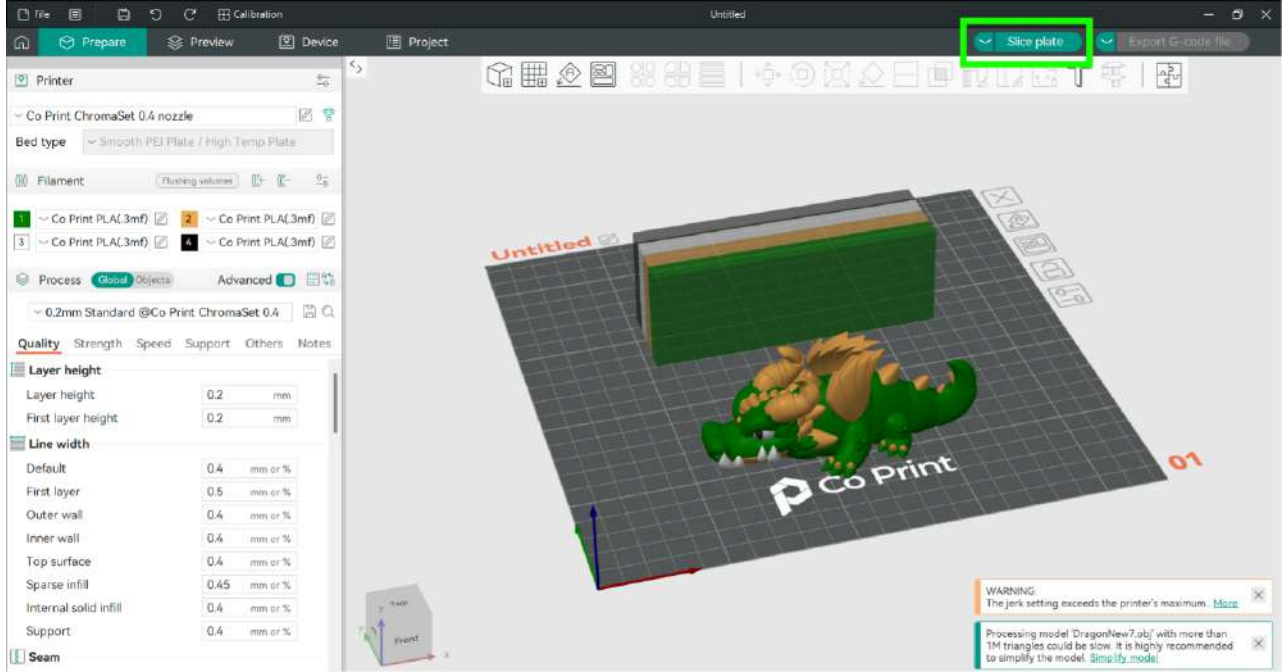 File Calibration Untitled
Prepare Preview Device Project Slice plate Export G-code file
Printer
Co Print ChromaSet 0.4 nozzle
Bed type Smooth PEI Plate / High Temp Plate
Filament Flushing volumes
1 Co Print PLA(.3mf) 2 Co Print PLA(.3mf)
3 Co Print PLA(.3mf) 4 Co Print PLA(.3mf)
Process Global Objects Advanced
0.2mm Standard @Co Print ChromaSet 0.4
Quality Strength Speed Support Others Notes
Layer height
Layer height 0.2 mm
First layer height 0.2 mm
Line width
Default 0.4 mm or %
First layer 0.5 mm or %
Outer wall 0.4 mm or %
Inner wall 0.4 mm or %
Top surface 0.4 mm or %
Sparse infill 0.45 mm or %
Internal solid infill 0.4 mm or %
Support 0.4 mm or %
Seam
Untitled
Co Print
01
Top
Front
z
y
x
WARNING:
The jerk setting exceeds the printer's maximum.. More
Processing model 'DragonNew7.obj' with more than
1M triangles could be slow. It is highly recommended
to simplify the model. Simplify model